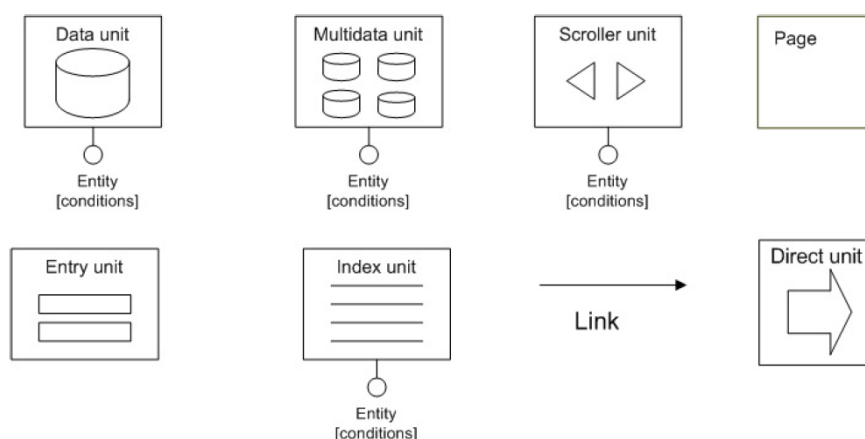 Data unit
Multidata unit
Scroller unit
Page
Entity
[conditions]
Entity
[conditions]
Entity
[conditions]
Entry unit
Index unit
Link
Direct unit
Entity
[conditions]